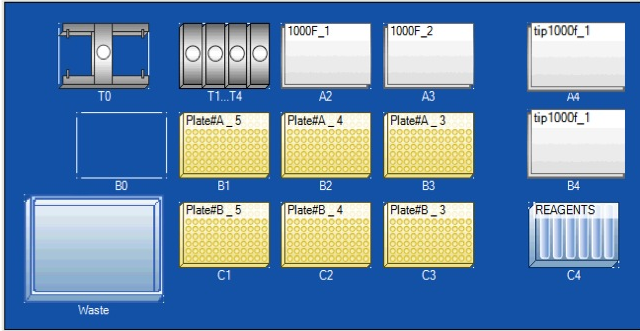 1000F_1
1000F_2
tip1000f_1
T0
T1...T4
A2
A3
A4
Plate#A _ 5
Plate#A _ 4
Plate#A _ 3
tip1000f_1
B0
B1
B2
B3
B4
Plate#B _ 5
Plate#B _ 4
Plate#B _ 3
REAGENTS
C1
C2
C3
C4
Waste